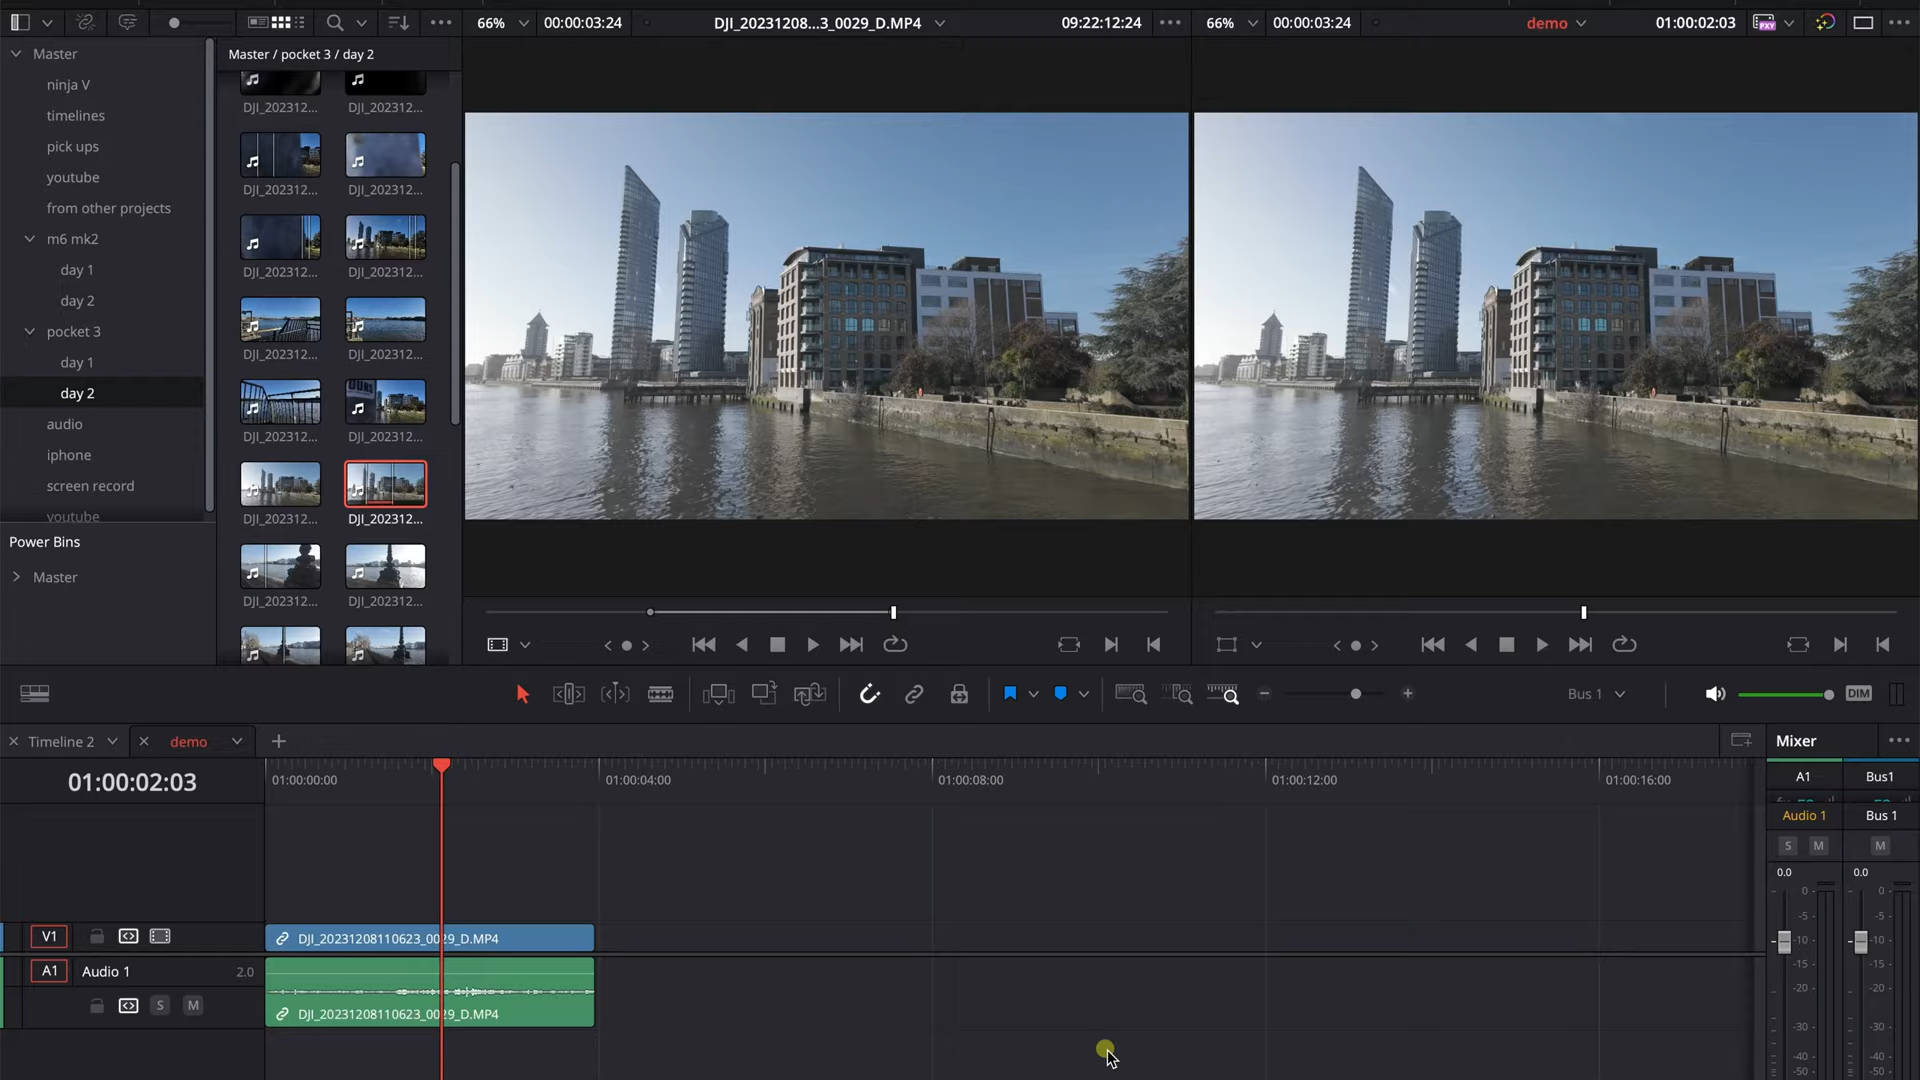 66%
00:00:03:24
DJI_20231208...3_0029_D.MP4
09:22:12:24
66%
00:00:03:24
demo
01:00:02:03
PXY
Master
ninja V
timelines
pick ups
youtube
from other projects
m6 mk2
day 1
day 2
pocket 3
day 1
day 2
audio
iphone
screen record
youtube
Power Bins
Master
Master / pocket 3 / day 2
DJI_202312...
DJI_202312...
DJI_202312...
DJI_202312...
DJI_202312...
DJI_202312...
DJI_202312...
DJI_202312...
DJI_202312...
DJI_202312...
DJI_202312...
DJI_202312...
DJI_202312...
DJI_202312...
Bus 1
DIM
Timeline 2
demo
Mixer
01:00:02:03
01:00:00:00
01:00:04:00
01:00:08:00
01:00:12:00
01:00:16:00
A1
Bus1
Audio 1
Bus 1
S
M
M
0.0
0.0
0
-5
-10
-15
-20
-30
-40
-50
0
-5
-10
-15
-20
-30
-40
-50
V1
DJI_20231208110623_0029_D.MP4
A1
Audio 1
2.0
S
M
DJI_20231208110623_0029_D.MP4